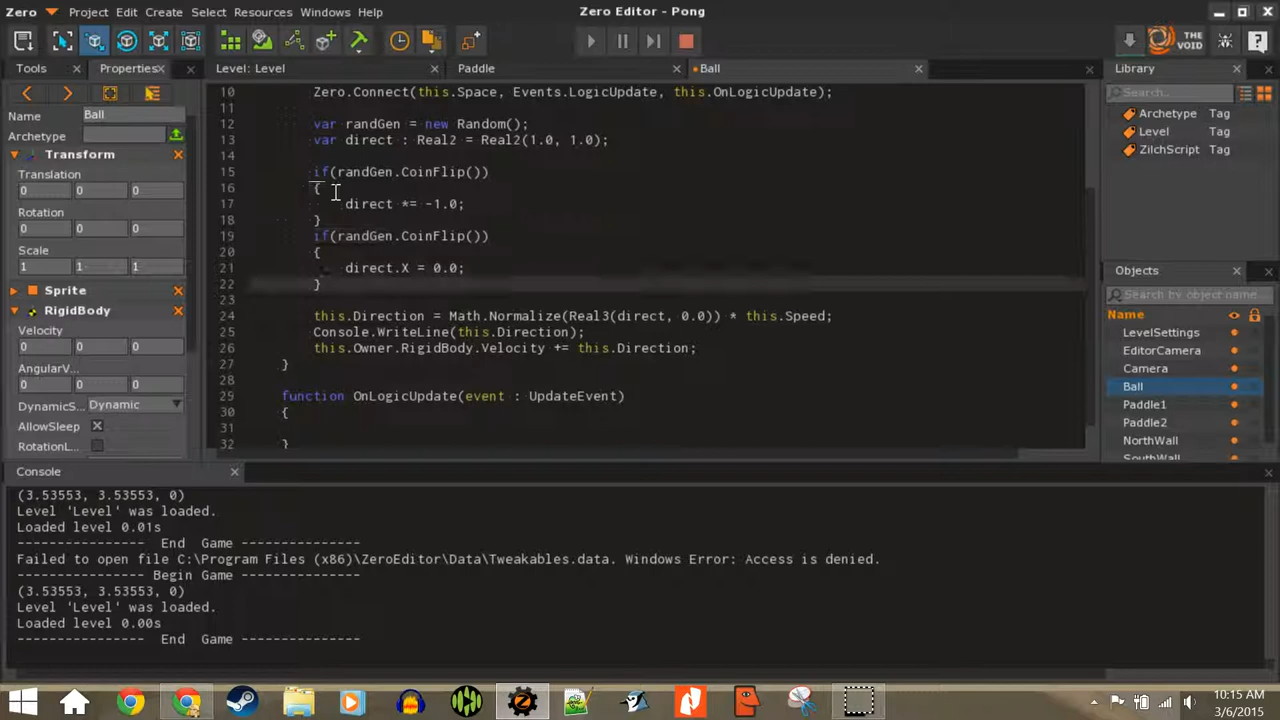 Zero Project Edit Create Select Resources Windows Help Zero Editor - Pong
THE VOID
Tools Properties Level: Level Paddle Ball Library
Name Ball
Archetype
Transform
Translation
0 0 0
Rotation
0 0 0
Scale
1 1 1
Sprite
RigidBody
Velocity
0 0 0
AngularV...
0 0 0
DynamicS... Dynamic
AllowSleep
RotationL...
10 Zero.Connect(this.Space, Events.LogicUpdate, this.OnLogicUpdate);
11
12 var randGen = new Random();
13 var direct : Real2 = Real2(1.0, 1.0);
14
15 if(randGen.CoinFlip())
16 {
17 direct *= -1.0;
18 }
19 if(randGen.CoinFlip())
20 {
21 direct.X = 0.0;
22 }
23
24 this.Direction = Math.Normalize(Real3(direct, 0.0)) * this.Speed;
25 Console.WriteLine(this.Direction);
26 this.Owner.RigidBody.Velocity += this.Direction;
27 }
28
29 function OnLogicUpdate(event : UpdateEvent)
30 {
31
32 }
Search...
Archetype Tag
Level Tag
ZilchScript Tag
Objects
Search by object name
Name
LevelSettings
EditorCamera
Camera
Ball
Paddle1
Paddle2
NorthWall
SouthWall
Console
(3.53553, 3.53553, 0)
Level 'Level' was loaded.
Loaded level 0.01s
---------------- End Game ---------------
Failed to open file C:\Program Files (x86)\ZeroEditor\Data\Tweakables.data. Windows Error: Access is denied.
--------------- Begin Game ---------------
(3.53553, 3.53553, 0)
Level 'Level' was loaded.
Loaded level 0.00s
---------------- End Game ---------------
10:15 AM
3/6/2015